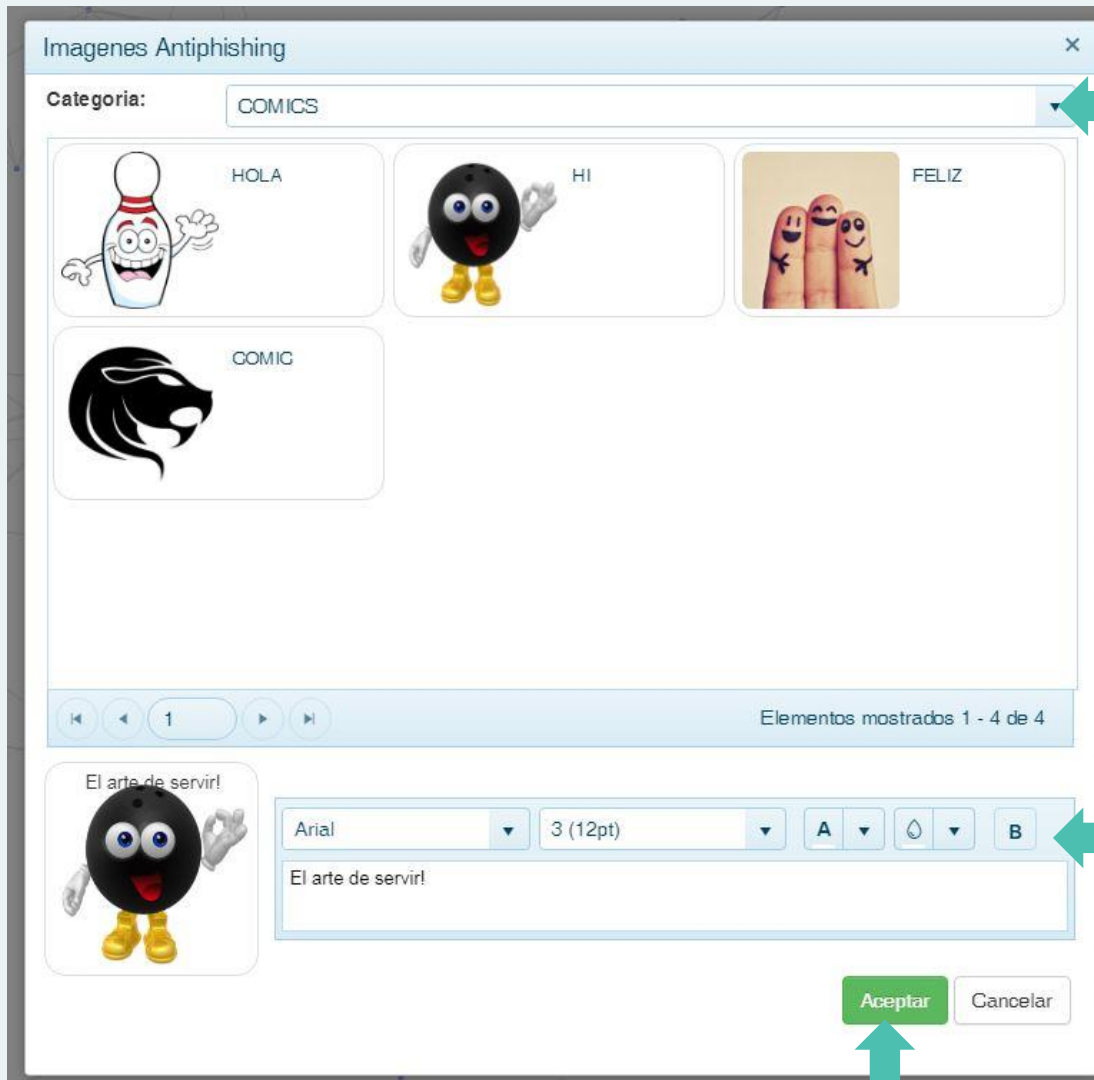 Imagenes Antiphishing
Categoria:
COMICS
HOLA
HI
FELIZ
COMIC
1
Elementos mostrados 1 - 4 de 4
El arte de servir!
Arial
3 (12pt)
A
B
El arte de servir!
Aceptar
Cancelar